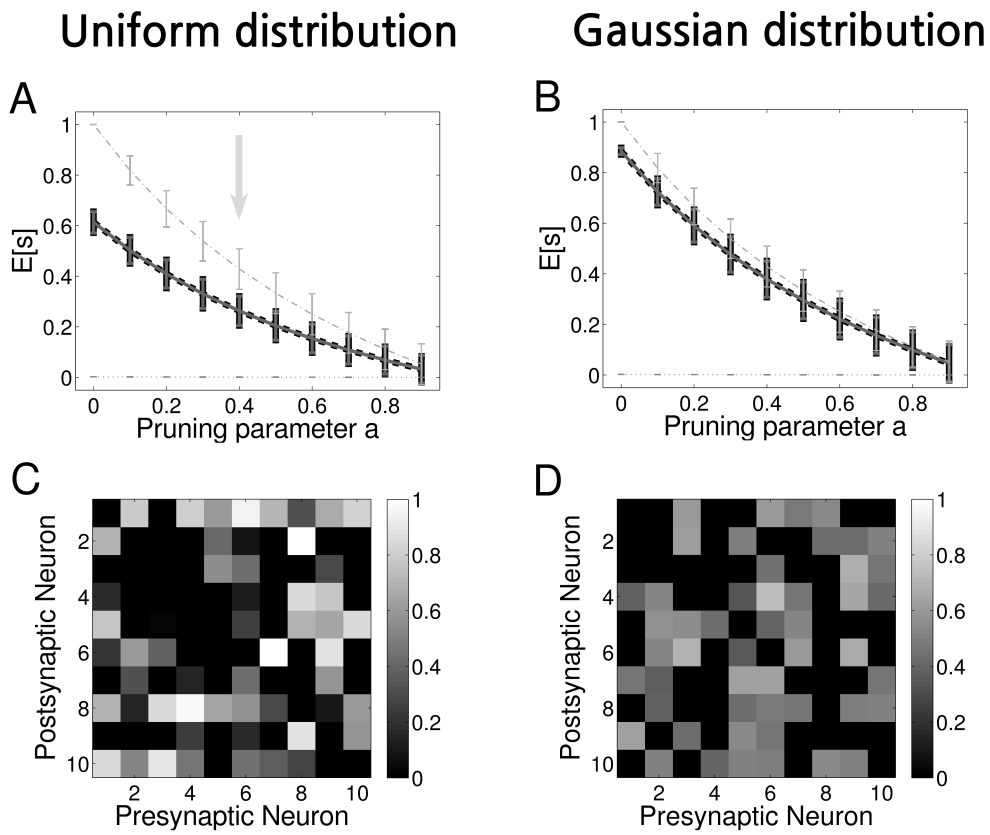 Uniform distribution
Gaussian distribution
A
1
0.8
0.6
0.4
0.2
0
E[s]
0 0.2 0.4 0.6 0.8
Pruning parameter a
B
1
0.8
0.6
0.4
0.2
0
E[s]
0 0.2 0.4 0.6 0.8
Pruning parameter a
C
Postsynaptic Neuron
2
4
6
8
10
2 4 6 8 10
Presynaptic Neuron
1
0.8
0.6
0.4
0.2
0
D
Postsynaptic Neuron
2
4
6
8
10
2 4 6 8 10
Presynaptic Neuron
1
0.8
0.6
0.4
0.2
0